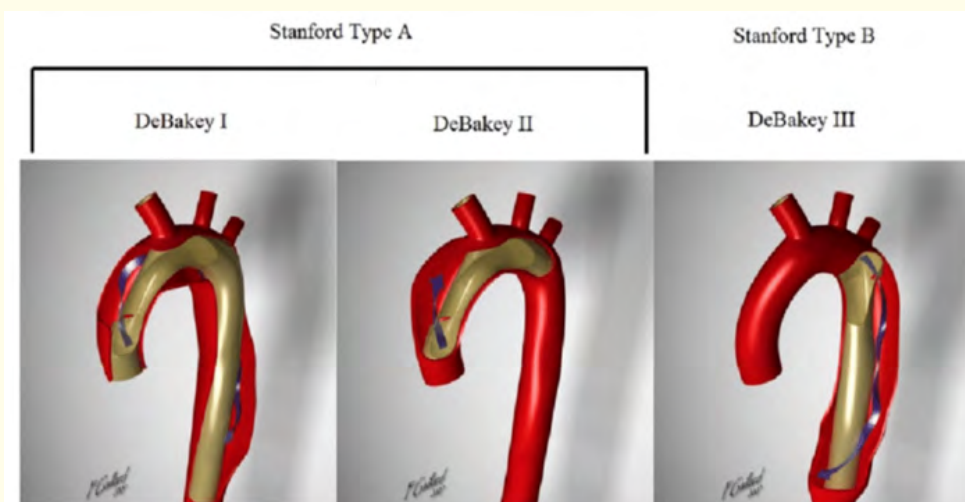 Stanford Type A
Stanford Type B
DeBakey I
DeBakey II
DeBakey III